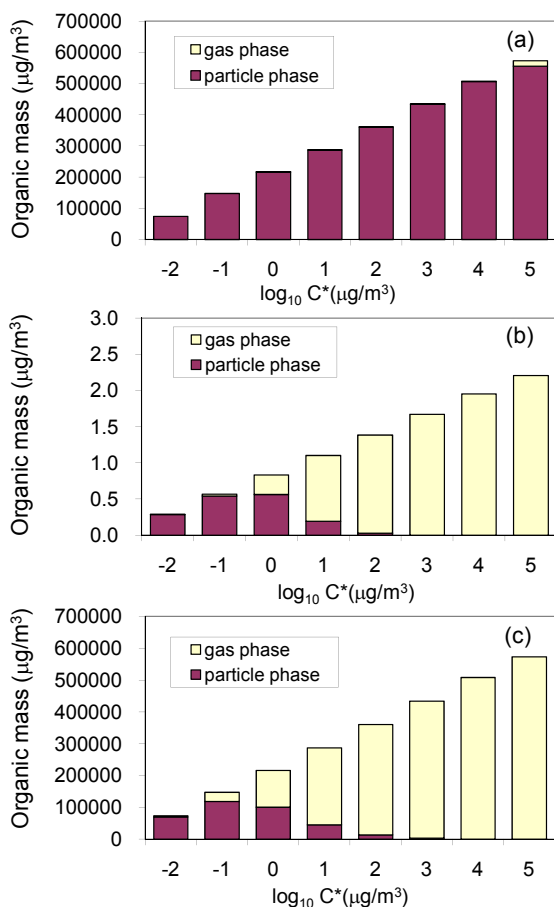 (a)
gas phase
particle phase
Organic mass (μg/m³)
700000
600000
500000
400000
300000
200000
100000
0
-2 -1 0 1 2 3 4 5
log₁₀ C*(μg/m³)
(b)
gas phase
particle phase
Organic mass (μg/m³)
3.0
2.5
2.0
1.5
1.0
0.5
0.0
-2 -1 0 1 2 3 4 5
log₁₀ C*(μg/m³)
(c)
gas phase
particle phase
Organic mass (μg/m³)
700000
600000
500000
400000
300000
200000
100000
0
-2 -1 0 1 2 3 4 5
log₁₀ C*(μg/m³)